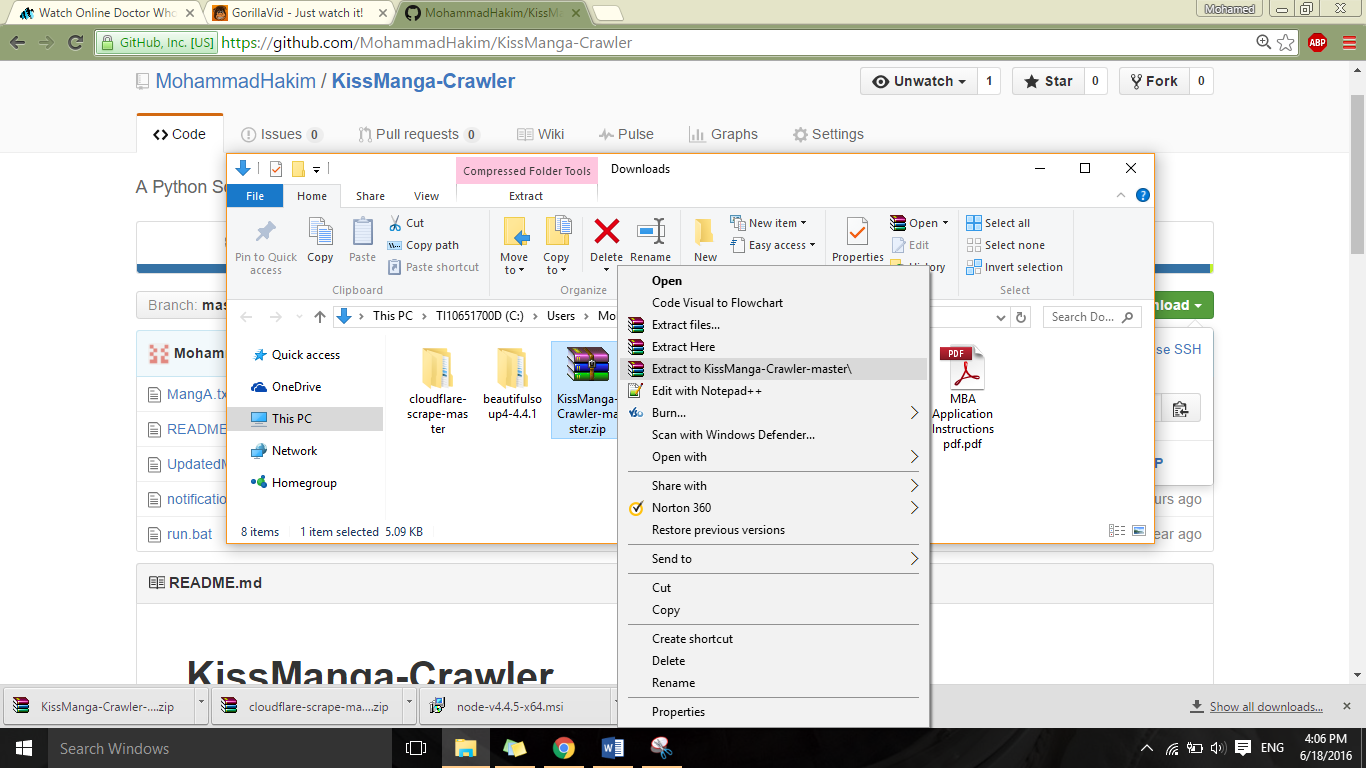 Watch Online Doctor Who
GorillaVid - Just watch it!
MohammadHakim/KissM
Mohamed
GitHub, Inc. [US] https://github.com/MohammadHakim/KissManga-Crawler
ABP
MohammadHakim / KissManga-Crawler
Unwatch 1
Star 0
Fork 0
Code
Issues 0
Pull requests 0
Wiki
Pulse
Graphs
Settings
A Python Sc
Compressed Folder Tools
Downloads
File
Home
Share
View
Extract
Pin to Quick access
Copy
Paste
Cut
Copy path
Paste shortcut
Clipboard
Move to
Copy to
Delete
Rename
Organize
New
New item
Easy access
Properties
Open
Edit
History
Select all
Select none
Invert selection
Select
Branch: mas
nload
This PC > TI10651700D (C:) > Users > Mo
Search Do...
Moham
se SSH
MangA.tx
README
UpdatedM
notification
run.bat
P
urs ago
ear ago
Quick access
OneDrive
This PC
Network
Homegroup
cloudflare-scrape-master
beautifulsoup4-4.4.1
KissManga-Crawler-master.zip
PDF
MBA Application Instructions pdf.pdf
8 items
1 item selected 5.09 KB
Open
Code Visual to Flowchart
Extract files...
Extract Here
Extract to KissManga-Crawler-master\
Edit with Notepad++
Burn...
Scan with Windows Defender...
Open with
Share with
Norton 360
Restore previous versions
Send to
Cut
Copy
Create shortcut
Delete
Rename
Properties
README.md
KissManga-Crawler
KissManga-Crawler-....zip
cloudflare-scrape-ma....zip
node-v4.4.5-x64.msi
Show all downloads...
Search Windows
ENG
4:06 PM
6/18/2016